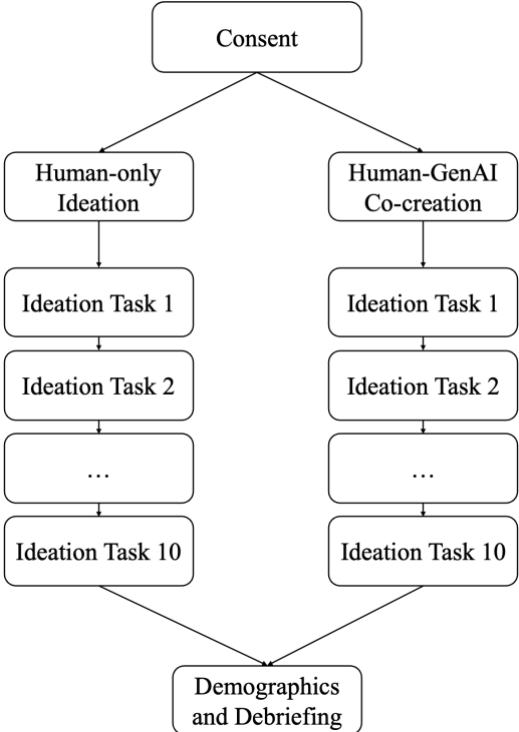 Consent
Human-only
Ideation
Human-GenAI
Co-creation
Ideation Task 1
Ideation Task 1
Ideation Task 2
Ideation Task 2
...
...
Ideation Task 10
Ideation Task 10
Demographics
and Debriefing